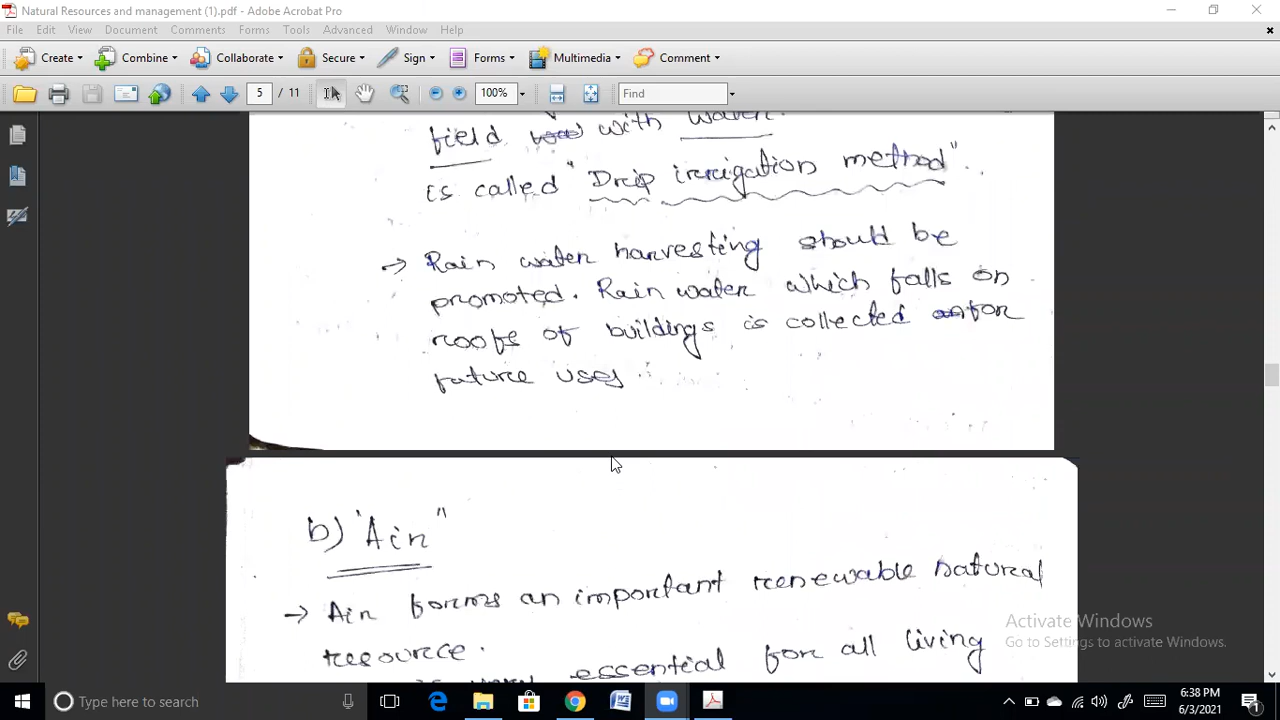 Natural Resources and management (1).pdf - Adobe Acrobat Pro
File Edit View Document Comments Forms Tools Advanced Window Help
Create Combine Collaborate Secure Sign Forms Multimedia Comment
5 / 11 100% Find
field with water.
is called "Drip irrigation method".
→ Rain water harvesting should be
promoted. Rain water which falls on
roofs of buildings is collected for
future uses
b) "Air"
→ Air forms an important renewable natural
resource.
essential for all living
Activate Windows
Go to Settings to activate Windows.
Type here to search
6:38 PM
6/3/2021